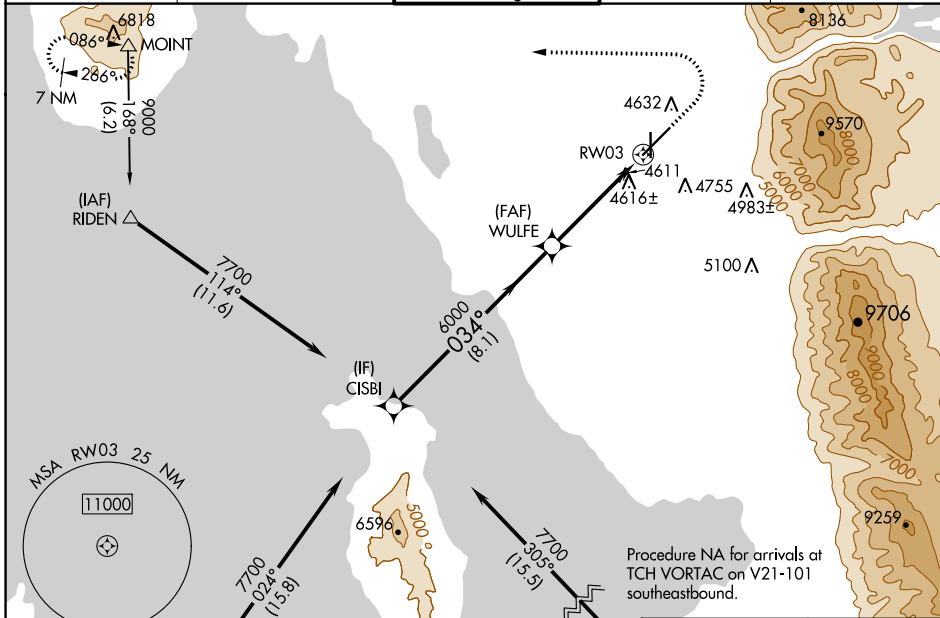 6818
086°
MOINT
266°
7 NM
9000
168°
(6.2)
8136
4632
9570
8000
7000
6000
5000
RW03
4611
4616±
4755
4983±
(IAF)
RIDEN
(FAF)
WULFE
5100
7700
114°
(11.6)
6000
034°
(8.1)
9706
9000
8000
(IF)
CISBI
MSA RW03 25 NM
11000
7000
5000
6596
9259
7700
024°
(15.8)
7700
305°
(15.5)
Procedure NA for arrivals at
TCH VORTAC on V21-101
southeastbound.